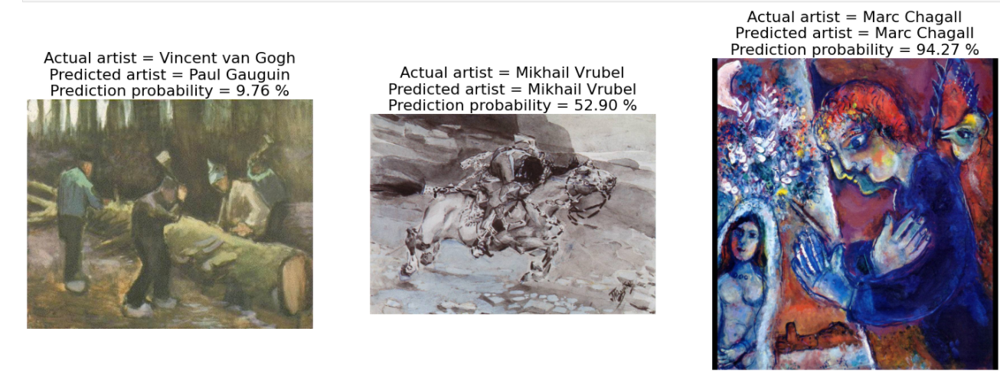 Actual artist = Vincent van Gogh
Predicted artist = Paul Gauguin
Prediction probability = 9.76 %
Actual artist = Mikhail Vrubel
Predicted artist = Mikhail Vrubel
Prediction probability = 52.90 %
Actual artist = Marc Chagall
Predicted artist = Marc Chagall
Prediction probability = 94.27 %